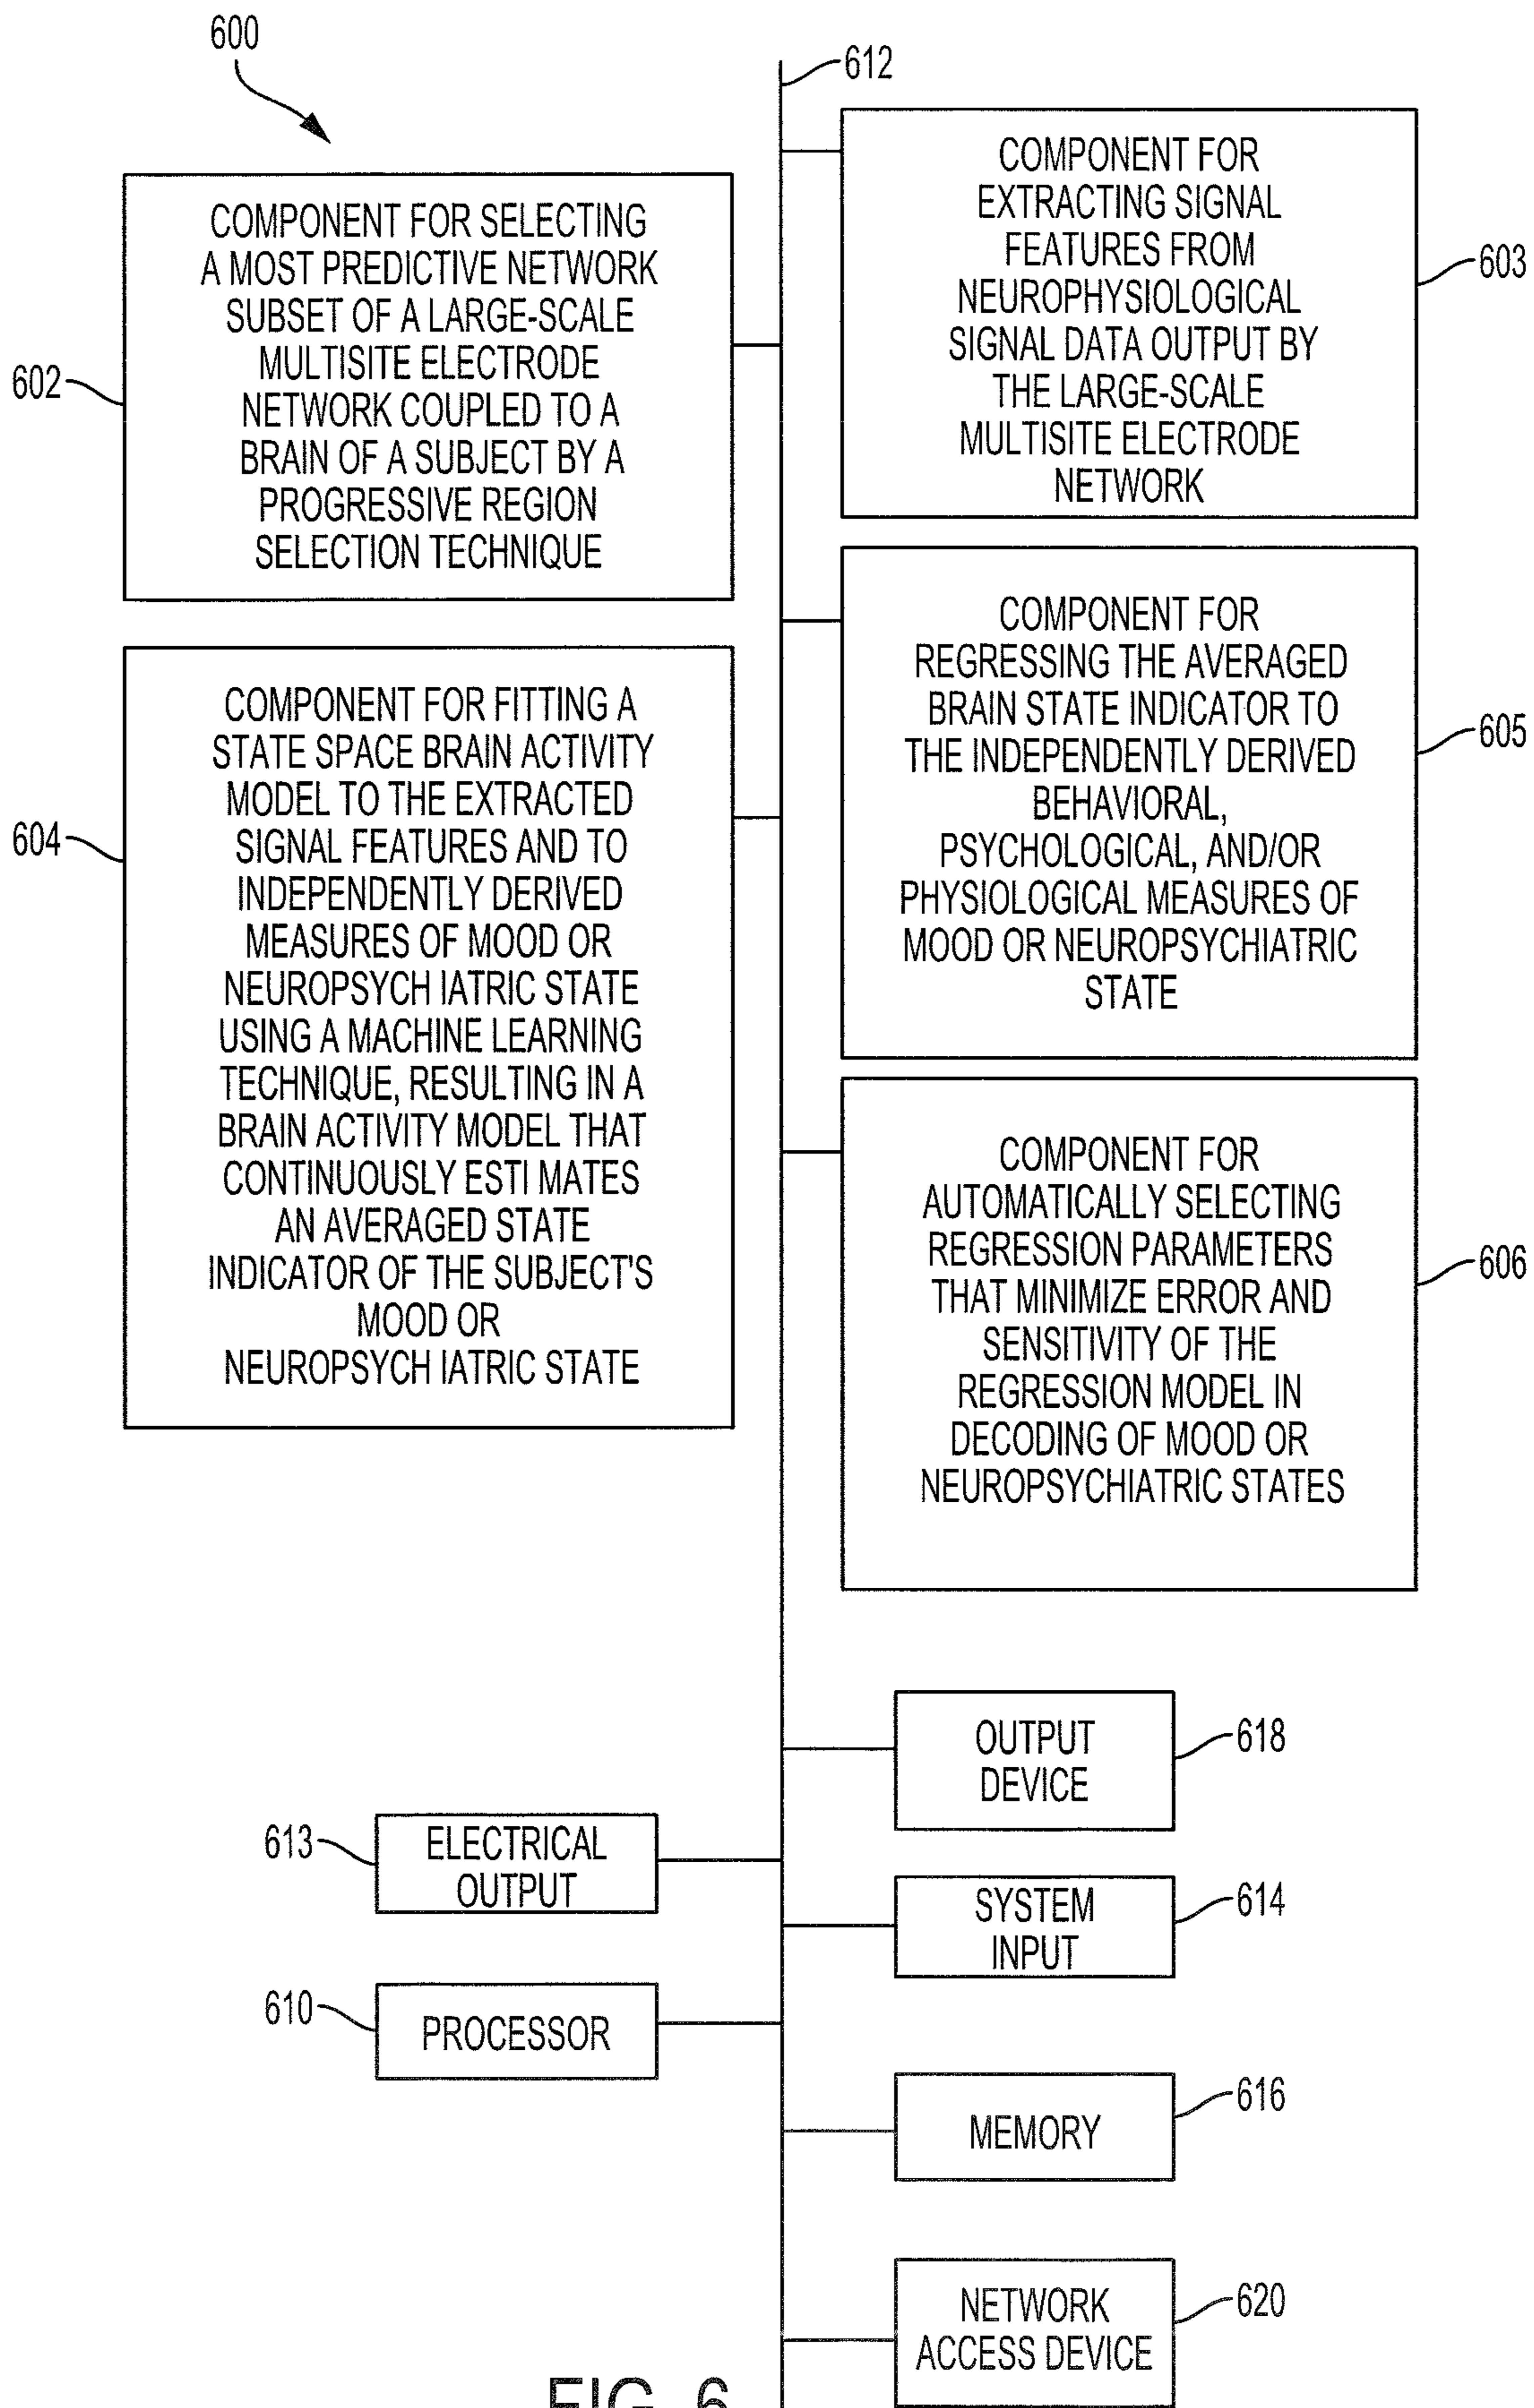 600
612
COMPONENT FOR SELECTING
A MOST PREDICTIVE NETWORK
SUBSET OF A LARGE-SCALE
MULTISITE ELECTRODE
NETWORK COUPLED TO A
BRAIN OF A SUBJECT BY A
PROGRESSIVE REGION
SELECTION TECHNIQUE
602
COMPONENT FOR
EXTRACTING SIGNAL
FEATURES FROM
NEUROPHYSIOLOGICAL
SIGNAL DATA OUTPUT BY
THE LARGE-SCALE
MULTISITE ELECTRODE
NETWORK
603
COMPONENT FOR FITTING A
STATE SPACE BRAIN ACTIVITY
MODEL TO THE EXTRACTED
SIGNAL FEATURES AND TO
INDEPENDENTLY DERIVED
MEASURES OF MOOD OR
NEUROPSYCH IATRIC STATE
USING A MACHINE LEARNING
TECHNIQUE, RESULTING IN A
BRAIN ACTIVITY MODEL THAT
CONTINUOUSLY ESTI MATES
AN AVERAGED STATE
INDICATOR OF THE SUBJECT'S
MOOD OR
NEUROPSYCH IATRIC STATE
604
COMPONENT FOR
REGRESSING THE AVERAGED
BRAIN STATE INDICATOR TO
THE INDEPENDENTLY DERIVED
BEHAVIORAL,
PSYCHOLOGICAL, AND/OR
PHYSIOLOGICAL MEASURES OF
MOOD OR NEUROPSYCHIATRIC
STATE
605
COMPONENT FOR
AUTOMATICALLY SELECTING
REGRESSION PARAMETERS
THAT MINIMIZE ERROR AND
SENSITIVITY OF THE
REGRESSION MODEL IN
DECODING OF MOOD OR
NEUROPSYCHIATRIC STATES
606
OUTPUT
DEVICE
618
613
ELECTRICAL
OUTPUT
SYSTEM
INPUT
614
610
PROCESSOR
MEMORY
616
NETWORK
ACCESS DEVICE
620
FIG. 6